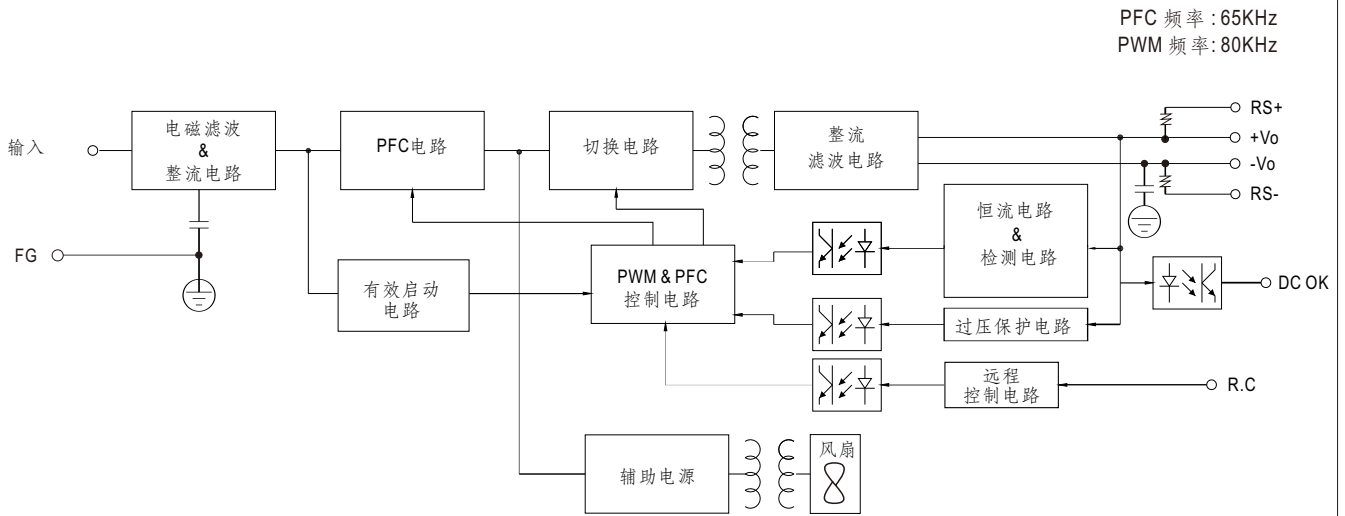 PFC 频率 : 65KHz
PWM 频率: 80KHz
输入
电磁滤波
&
整流电路
PFC电路
切换电路
整流
滤波电路
RS+
+Vo
-Vo
RS-
FG
有效启动
电路
PWM & PFC
控制电路
恒流电路
&
检测电路
DC OK
过压保护电路
远程
控制电路
R.C
辅助电源
风扇